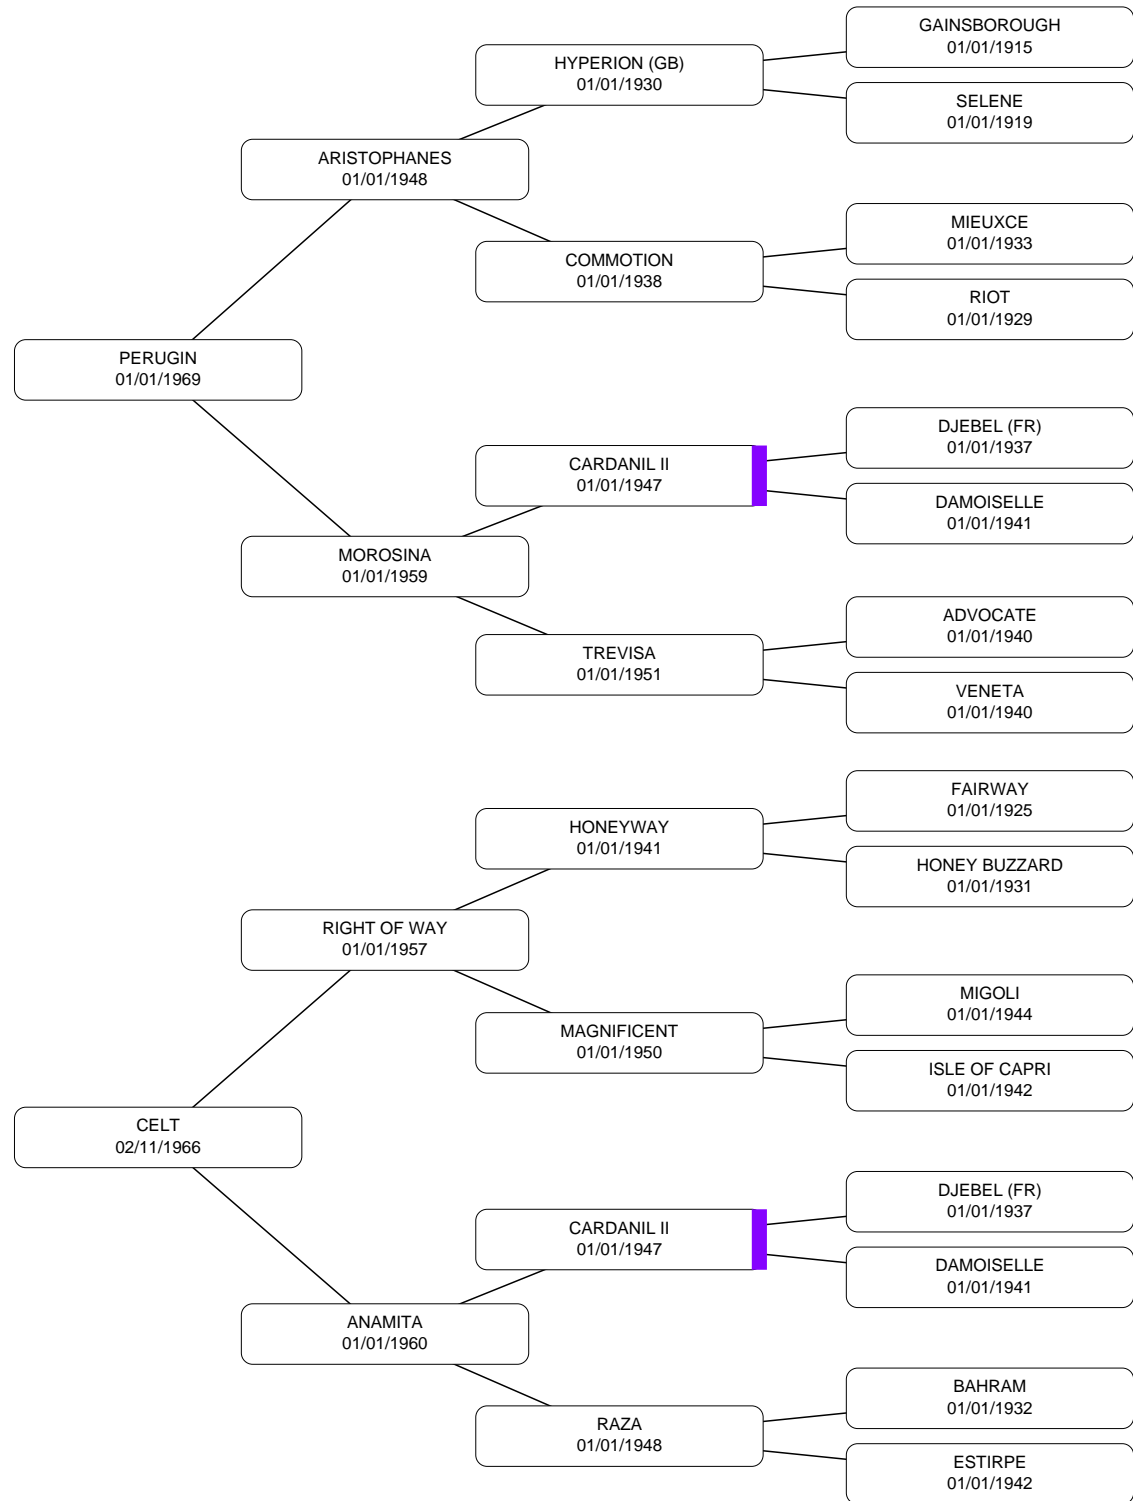 GAINSBOROUGH
01/01/1915
HYPERION (GB)
01/01/1930
SELENE
01/01/1919
ARISTOPHANES
01/01/1948
MIEUXCE
01/01/1933
COMMOTION
01/01/1938
RIOT
01/01/1929
PERUGIN
01/01/1969
DJEBEL (FR)
01/01/1937
CARDANIL II
01/01/1947
DAMOISELLE
01/01/1941
MOROSINA
01/01/1959
ADVOCATE
01/01/1940
TREVISA
01/01/1951
VENETA
01/01/1940
FAIRWAY
01/01/1925
HONEYWAY
01/01/1941
HONEY BUZZARD
01/01/1931
RIGHT OF WAY
01/01/1957
MIGOLI
01/01/1944
MAGNIFICENT
01/01/1950
ISLE OF CAPRI
01/01/1942
CELT
02/11/1966
DJEBEL (FR)
01/01/1937
CARDANIL II
01/01/1947
DAMOISELLE
01/01/1941
ANAMITA
01/01/1960
BAHRAM
01/01/1932
RAZA
01/01/1948
ESTIRPE
01/01/1942